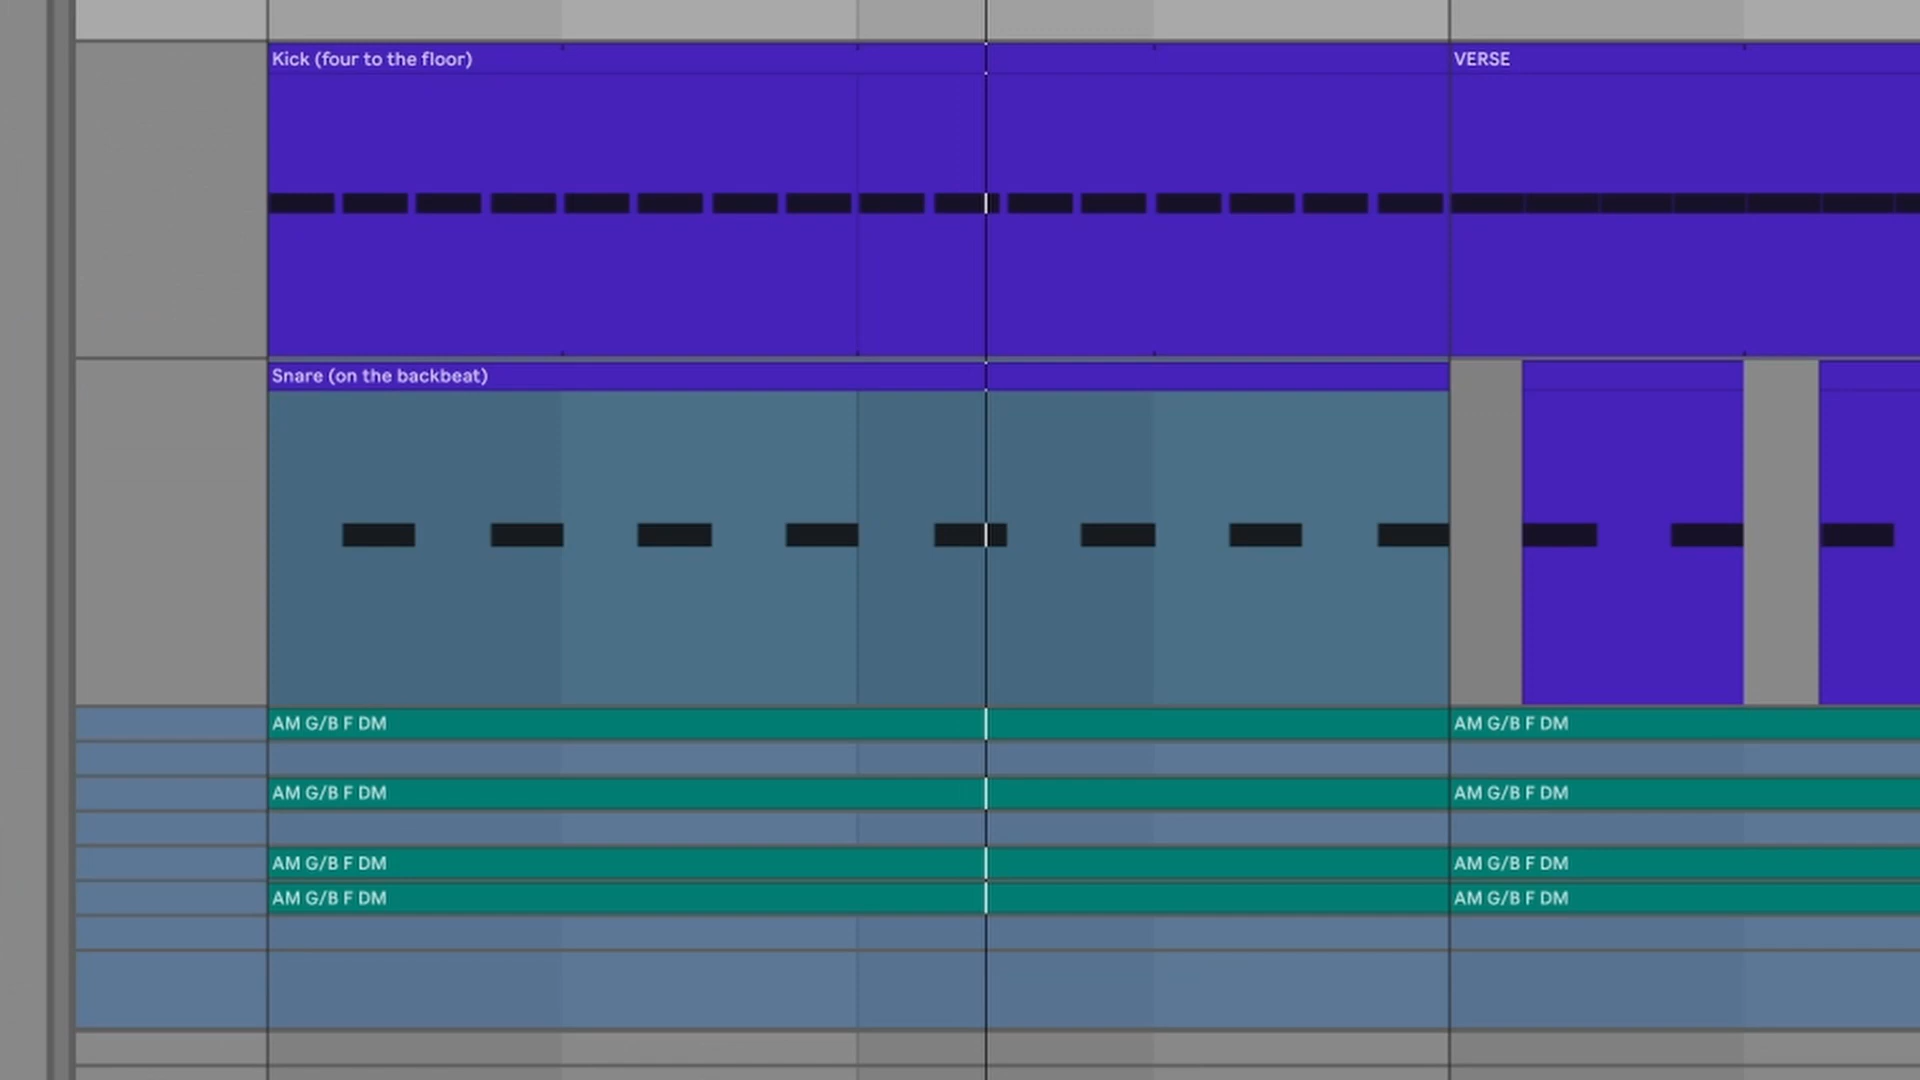 Kick (four to the floor)
VERSE
Snare (on the backbeat)
AM G/B F DM
AM G/B F DM
AM G/B F DM
AM G/B F DM
AM G/B F DM
AM G/B F DM
AM G/B F DM
AM G/B F DM